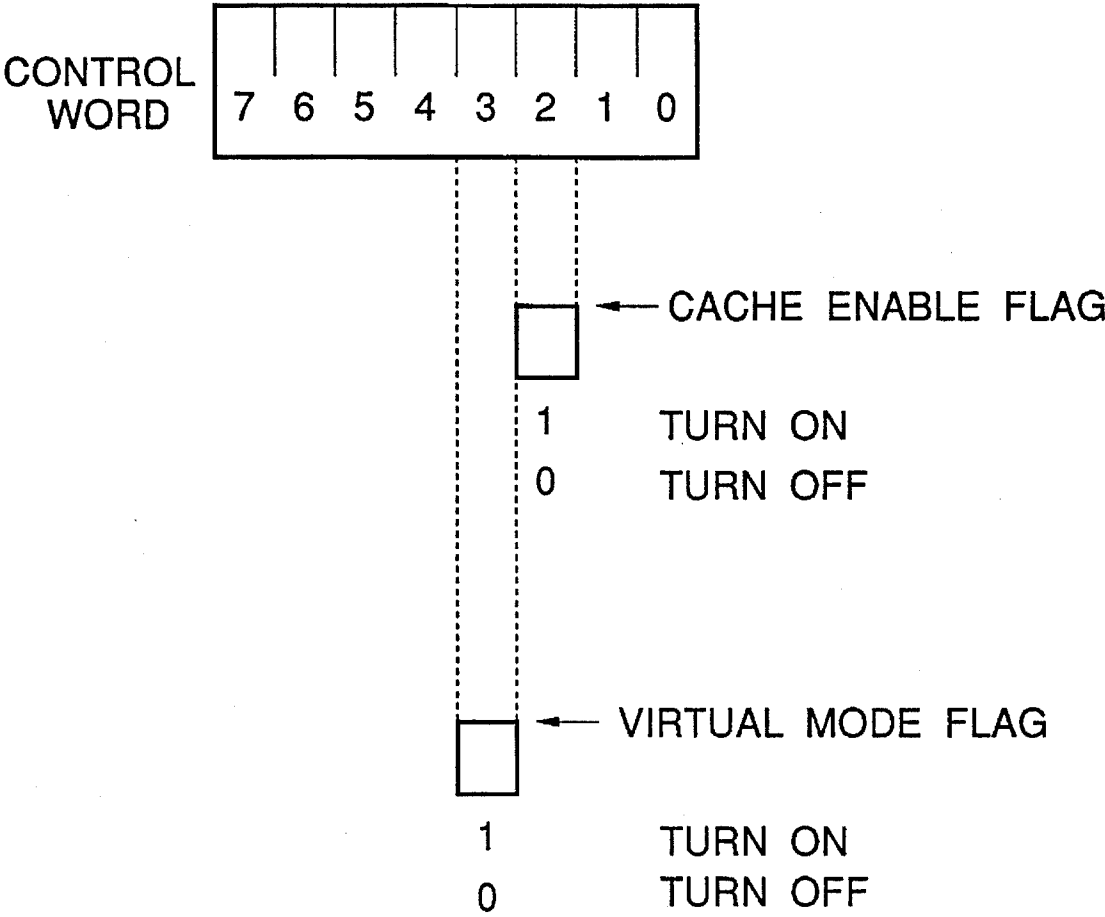 CONTROL
WORD
7 6 5 4 3 2 1 0
CACHE ENABLE FLAG
1 TURN ON
0 TURN OFF
VIRTUAL MODE FLAG
1 TURN ON
0 TURN OFF